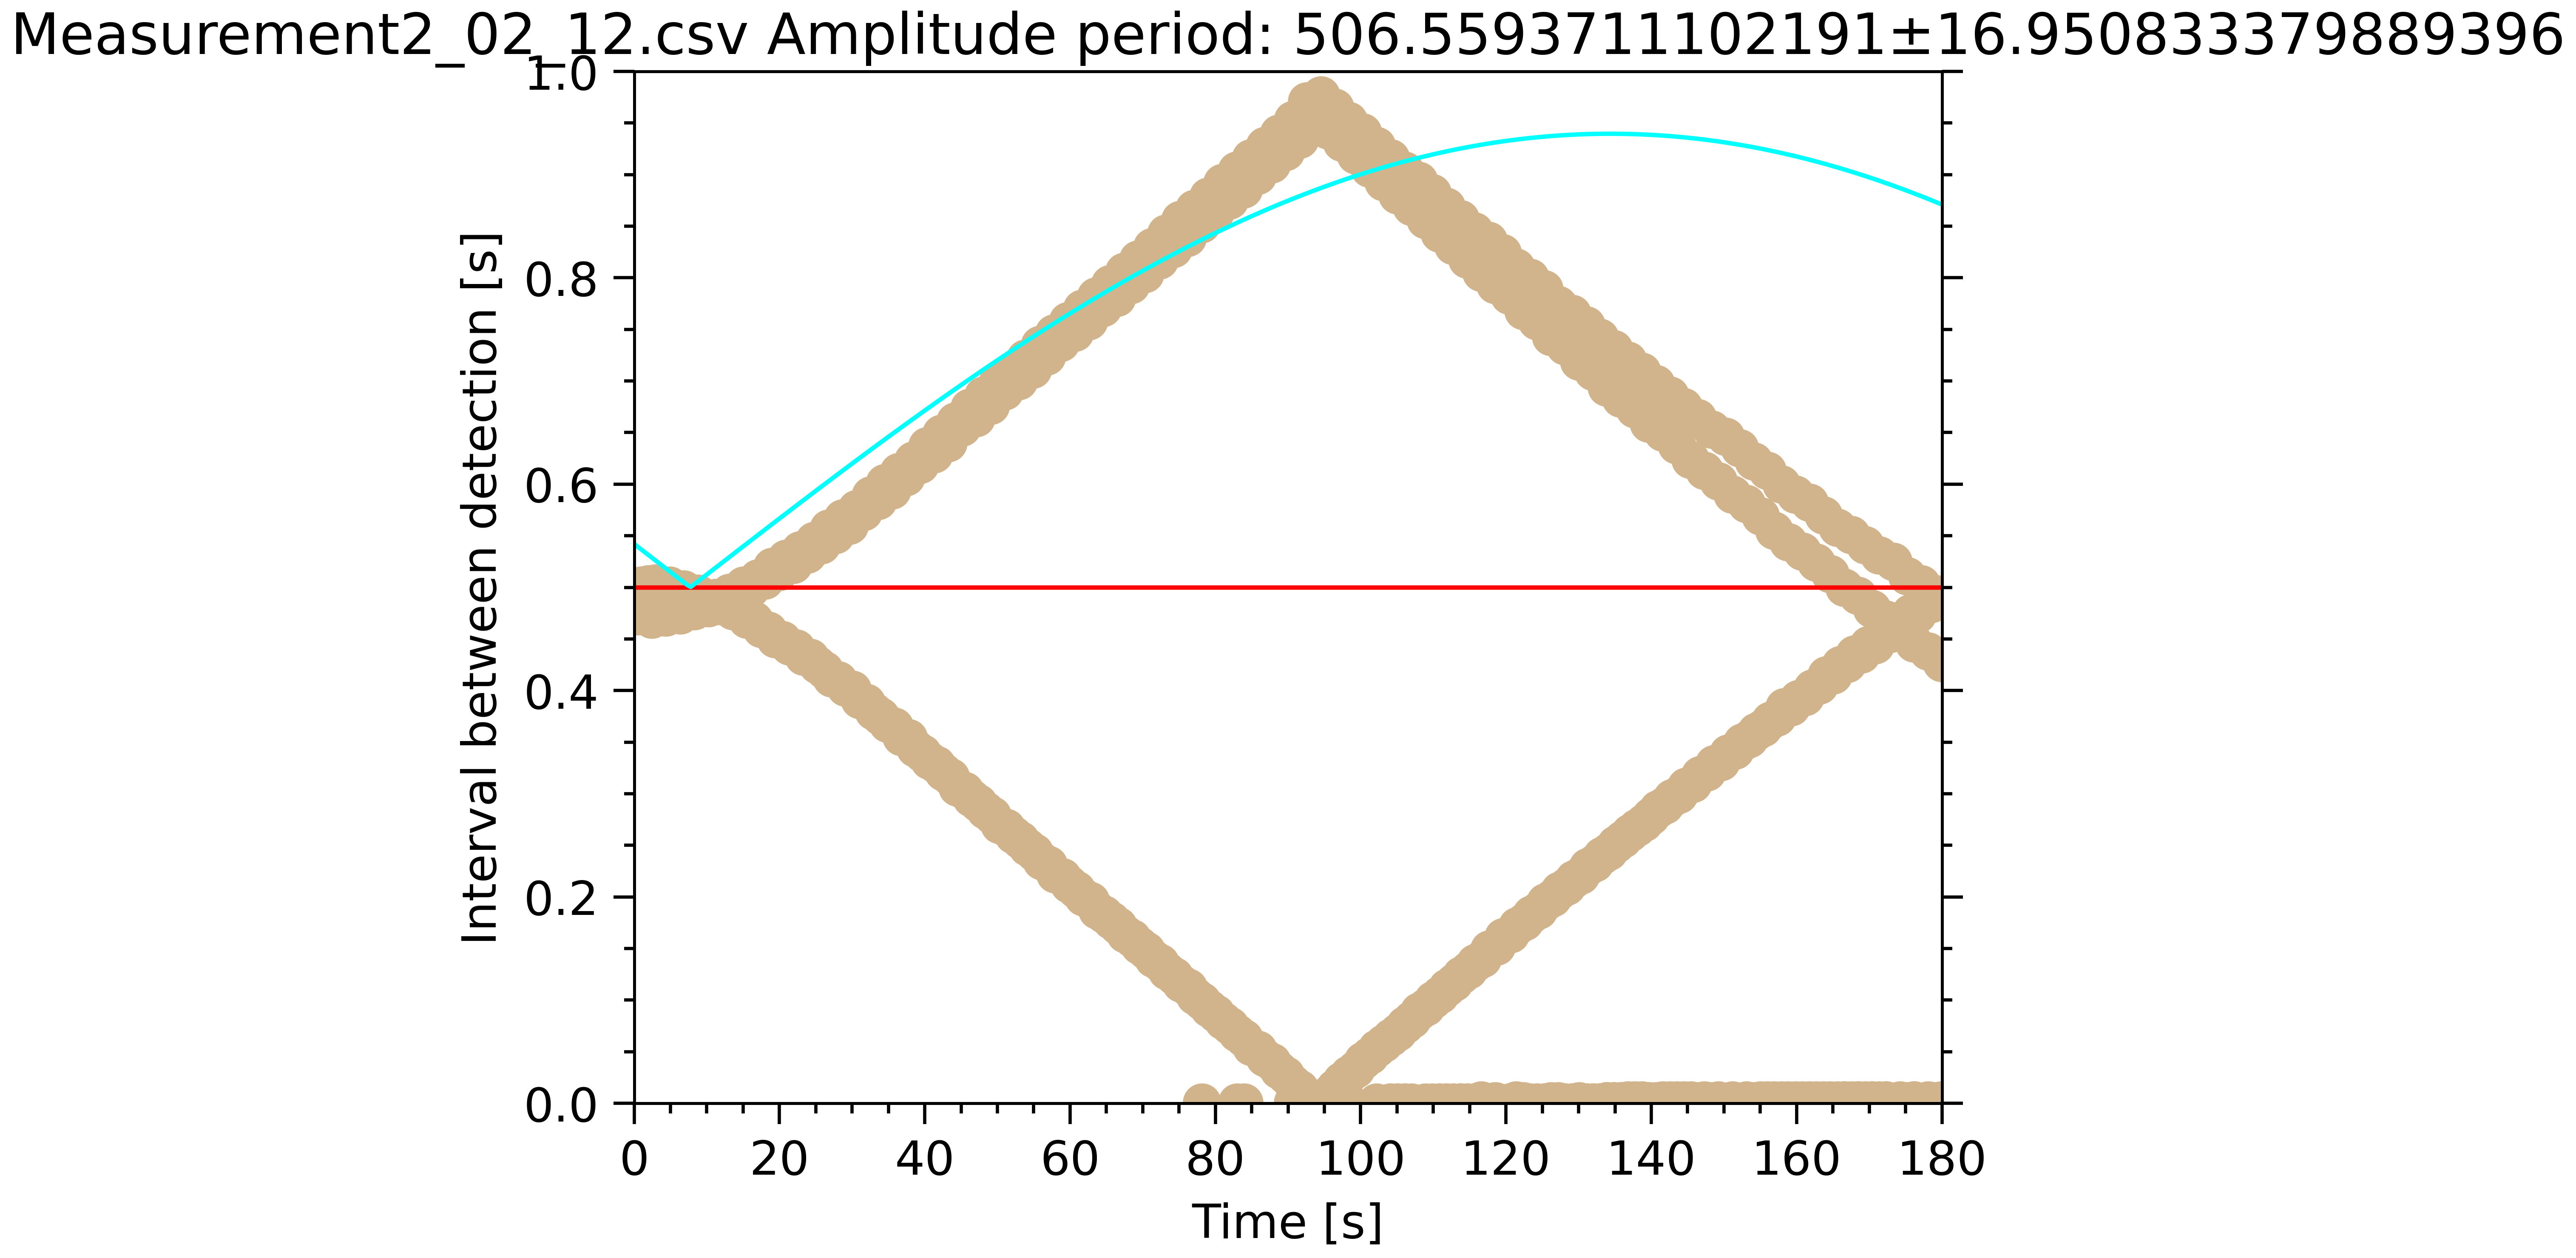 Measurement2_02_12.csv Amplitude period: 506.5593711102191±16.950833379889396
1.0
0.8
0.6
0.4
0.2
0.0
Interval between detection [s]
0 20 40 60 80 100 120 140 160 180
Time [s]